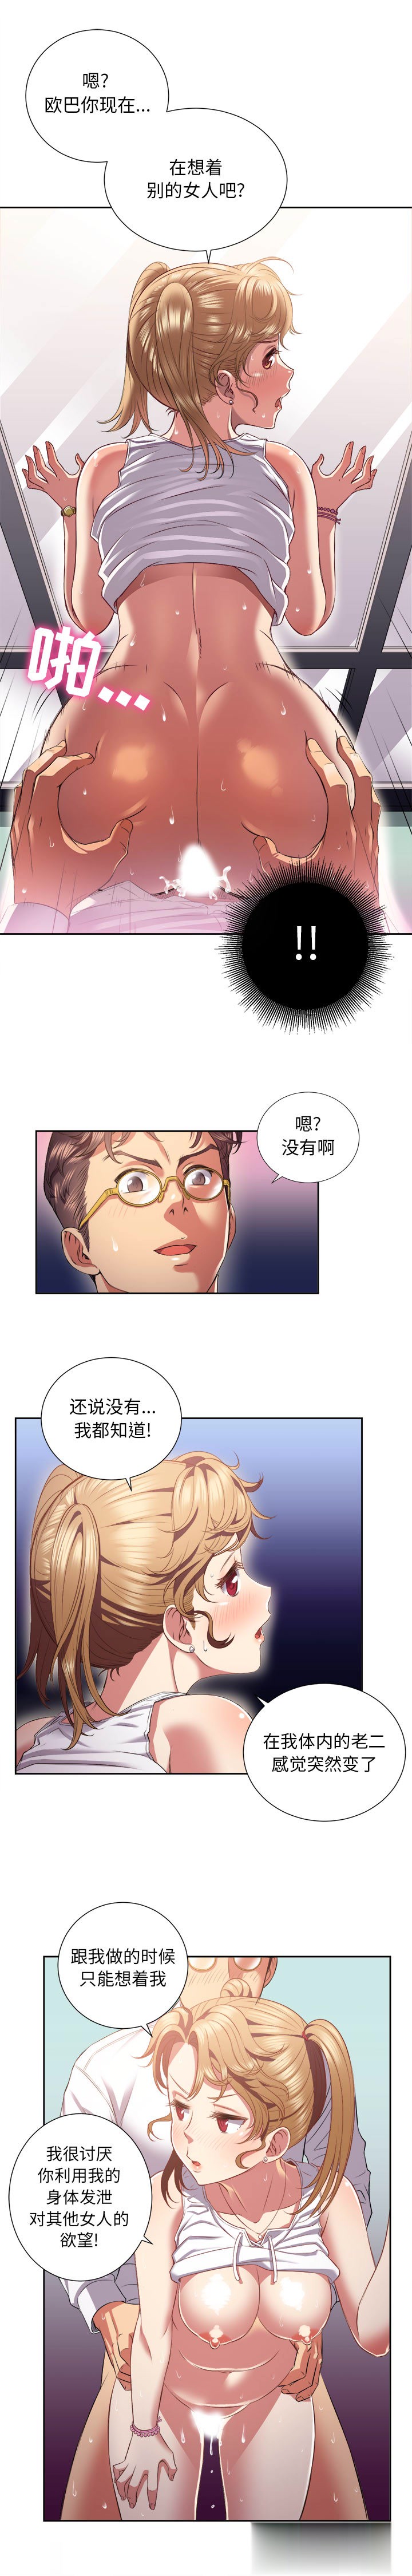 嗯?
欧巴你现在...
在想着
别的女人吧?
啪...
!!
嗯?
没有啊
还说没有...
我都知道!
在我体内的老二
感觉突然变了
跟我做的时候
只能想着我
我很讨厌
你利用我的
身体发泄
对其他女人的
欲望!